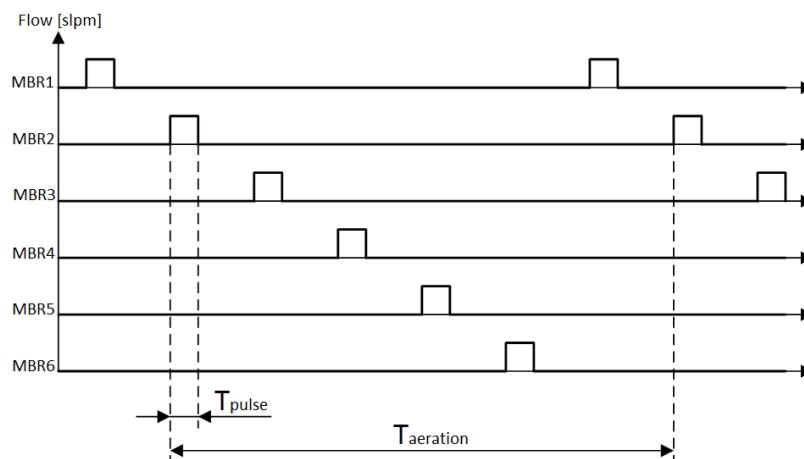 Flow [slpm]
MBR1
MBR2
MBR3
MBR4
MBR5
MBR6
Tpulse
Taeration